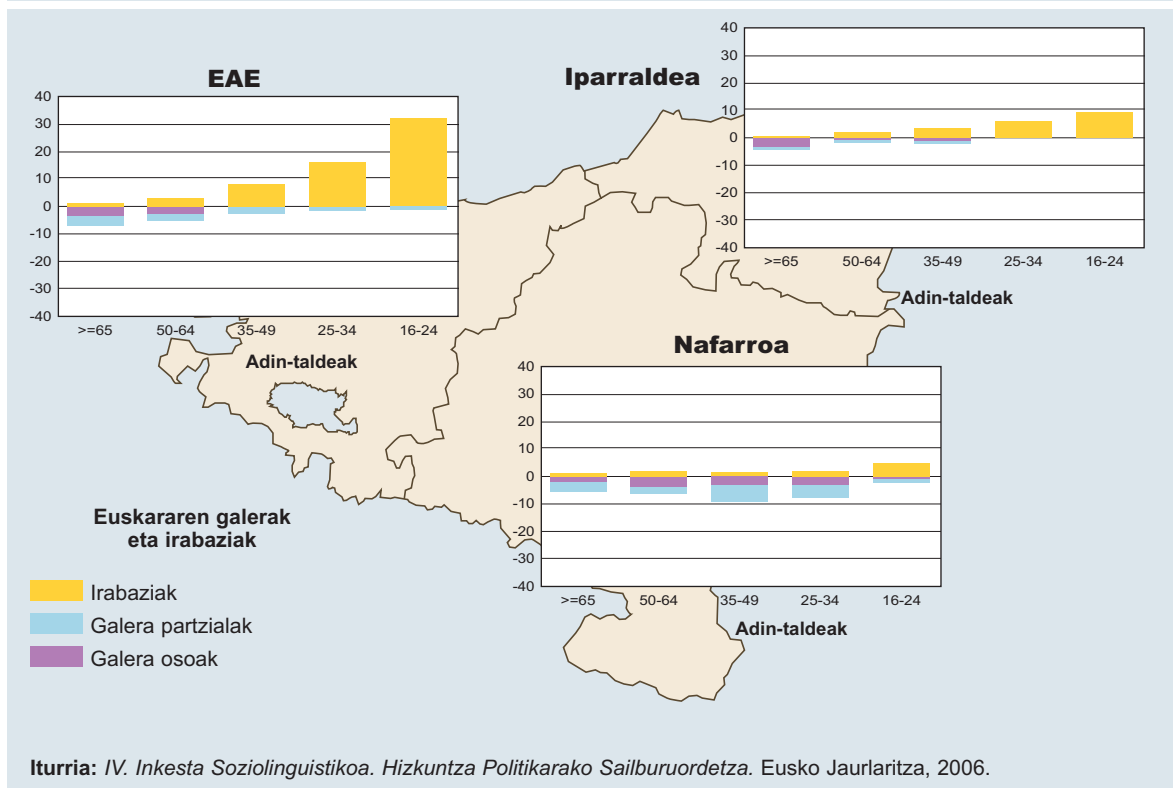 EAE
40
30
20
10
0
-10
-20
-30
-40
>=65 50-64 35-49 25-34 16-24
Adin-taldeak
Iparraldea
40
30
20
10
0
-10
-20
-30
-40
>=65 50-64 35-49 25-34 16-24
Adin-taldeak
Nafarroa
40
30
20
10
0
-10
-20
-30
-40
>=65 50-64 35-49 25-34 16-24
Adin-taldeak
Euskararen galerak
eta irabaziak
Irabaziak
Galera partzialak
Galera osoak
Iturria: IV. Inkesta Soziolinguistikoa. Hizkuntza Politikarako Sailburuordetza. Eusko Jaurlaritza, 2006.